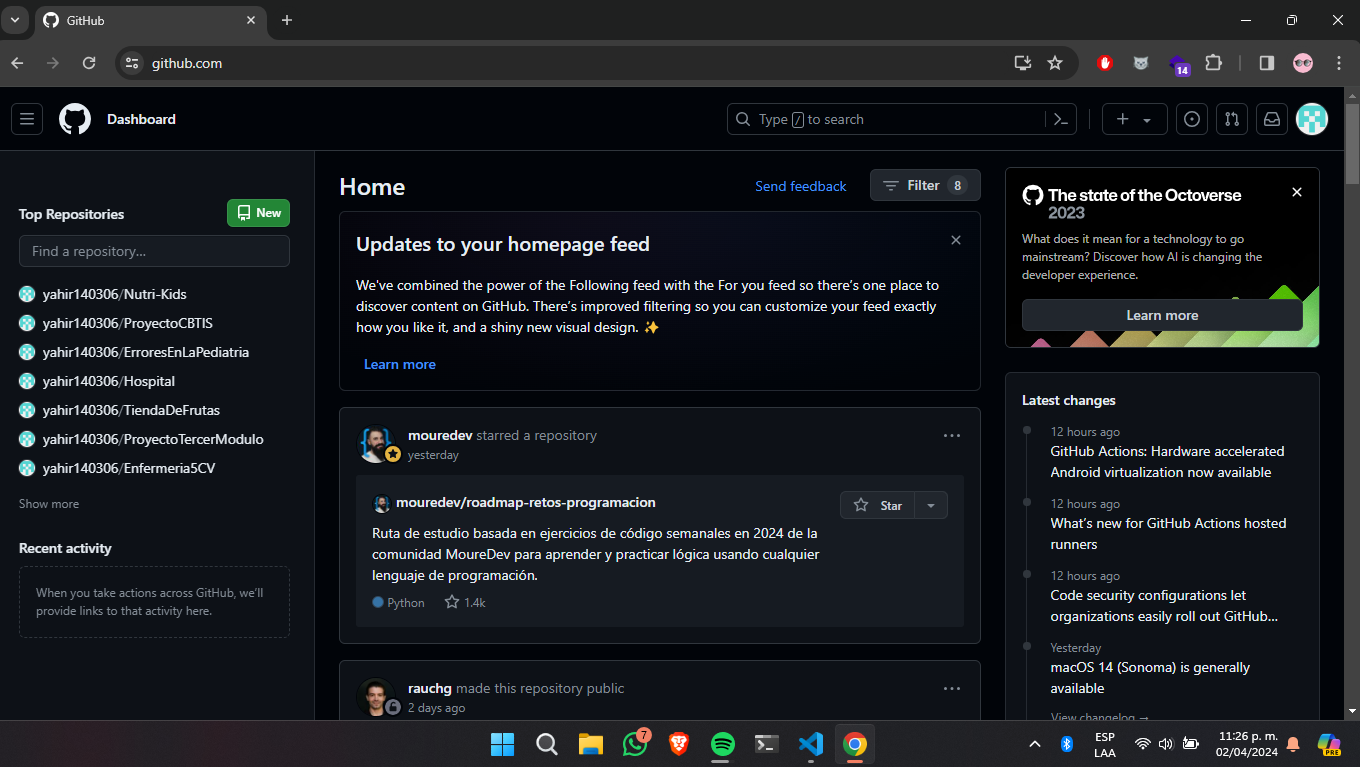 GitHub
github.com
14
Dashboard
Type / to search
Top Repositories
New
Find a repository...
yahir140306/Nutri-Kids
yahir140306/ProyectoCBTIS
yahir140306/ErroresEnLaPediatria
yahir140306/Hospital
yahir140306/TiendaDeFrutas
yahir140306/ProyectoTercerModulo
yahir140306/Enfermeria5CV
Show more
Recent activity
When you take actions across GitHub, we'll
provide links to that activity here.
Home
Send feedback
Filter 8
Updates to your homepage feed
We've combined the power of the Following feed with the For you feed so there's one place to
discover content on GitHub. There's improved filtering so you can customize your feed exactly
how you like it, and a shiny new visual design. ✨
Learn more
mouredev starred a repository
yesterday
mouredev/roadmap-retos-programacion
Star
Ruta de estudio basada en ejercicios de código semanales en 2024 de la
comunidad MoureDev para aprender y practicar lógica usando cualquier
lenguaje de programación.
Python
1.4k
rauchg made this repository public
2 days ago
The state of the Octoverse
2023
What does it mean for a technology to go
mainstream? Discover how AI is changing the
developer experience.
Learn more
Latest changes
12 hours ago
GitHub Actions: Hardware accelerated
Android virtualization now available
12 hours ago
What's new for GitHub Actions hosted
runners
12 hours ago
Code security configurations let
organizations easily roll out GitHub...
Yesterday
macOS 14 (Sonoma) is generally
available
View changelog →
7
ESP
LAA
11:26 p. m.
02/04/2024
PRE